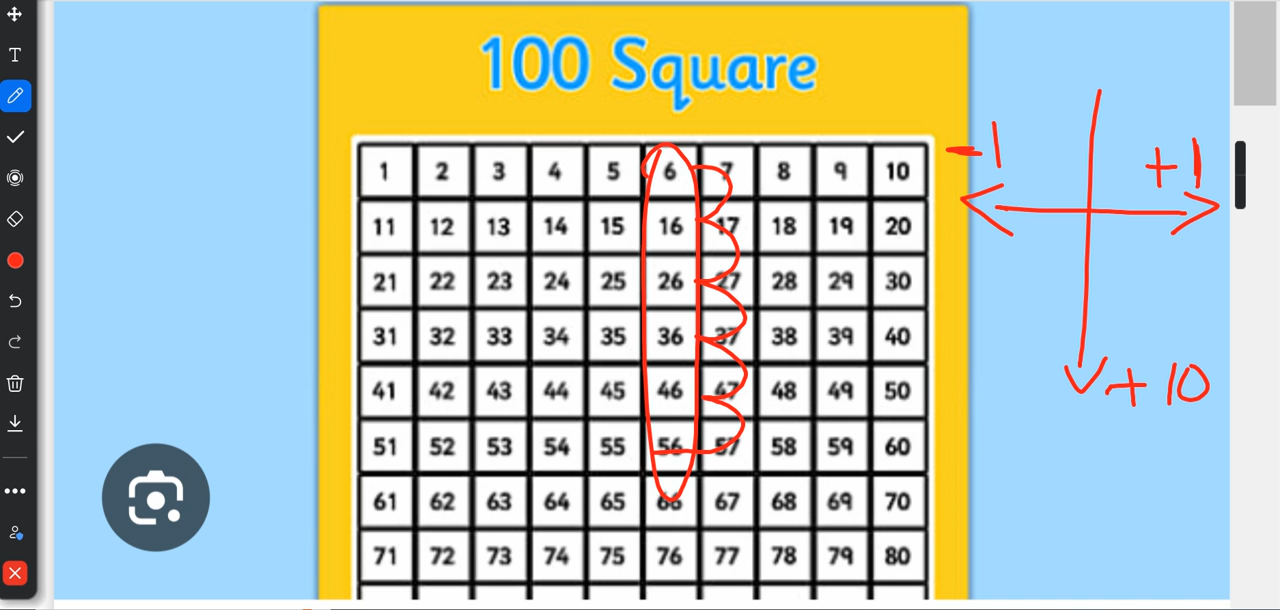 T
100 Square
1 2 3 4 5 6 7 8 9 10
11 12 13 14 15 16 17 18 19 20
21 22 23 24 25 26 27 28 29 30
31 32 33 34 35 36 37 38 39 40
41 42 43 44 45 46 47 48 49 50
51 52 53 54 55 56 57 58 59 60
61 62 63 64 65 66 67 68 69 70
71 72 73 74 75 76 77 78 79 80
-1 +1
+10